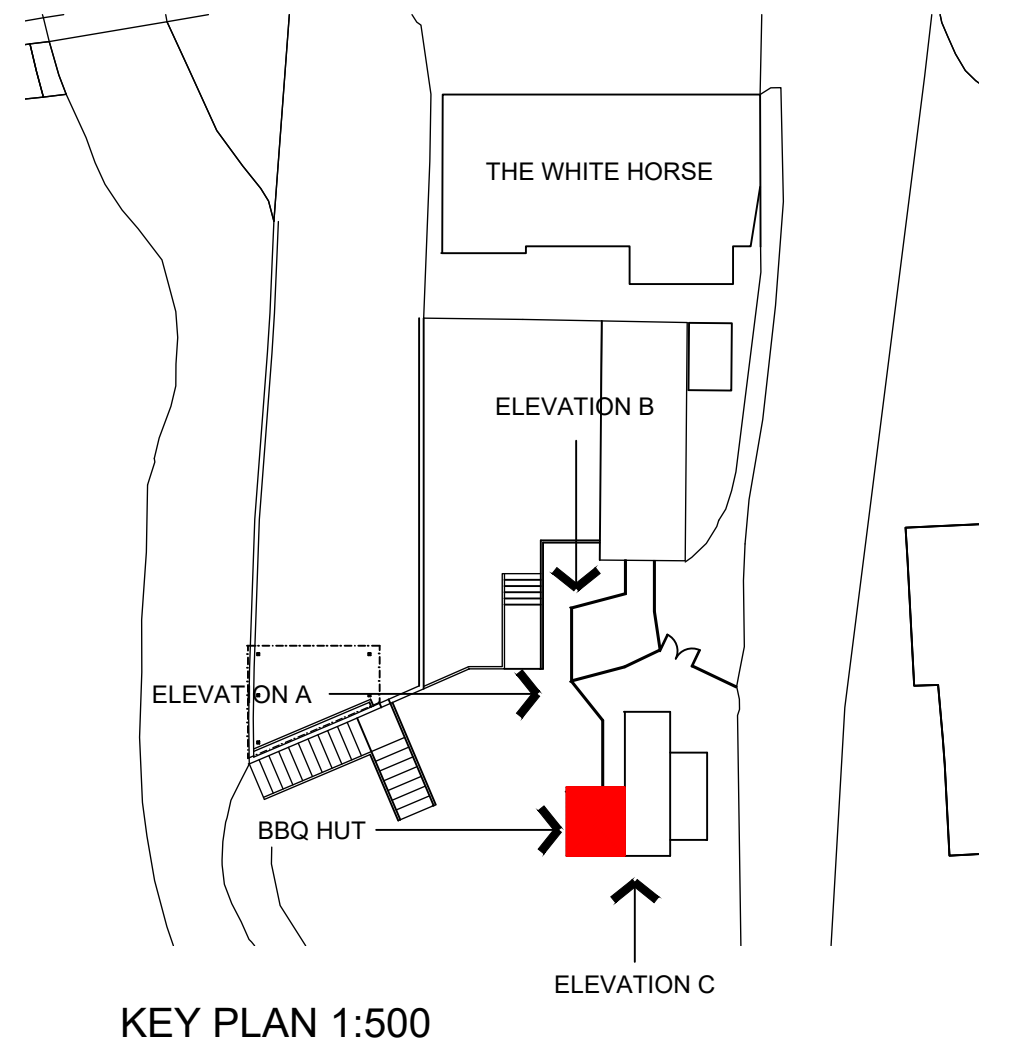 THE WHITE HORSE
ELEVATION B
ELEVATION A
BBQ HUT
ELEVATION C
KEY PLAN 1:500